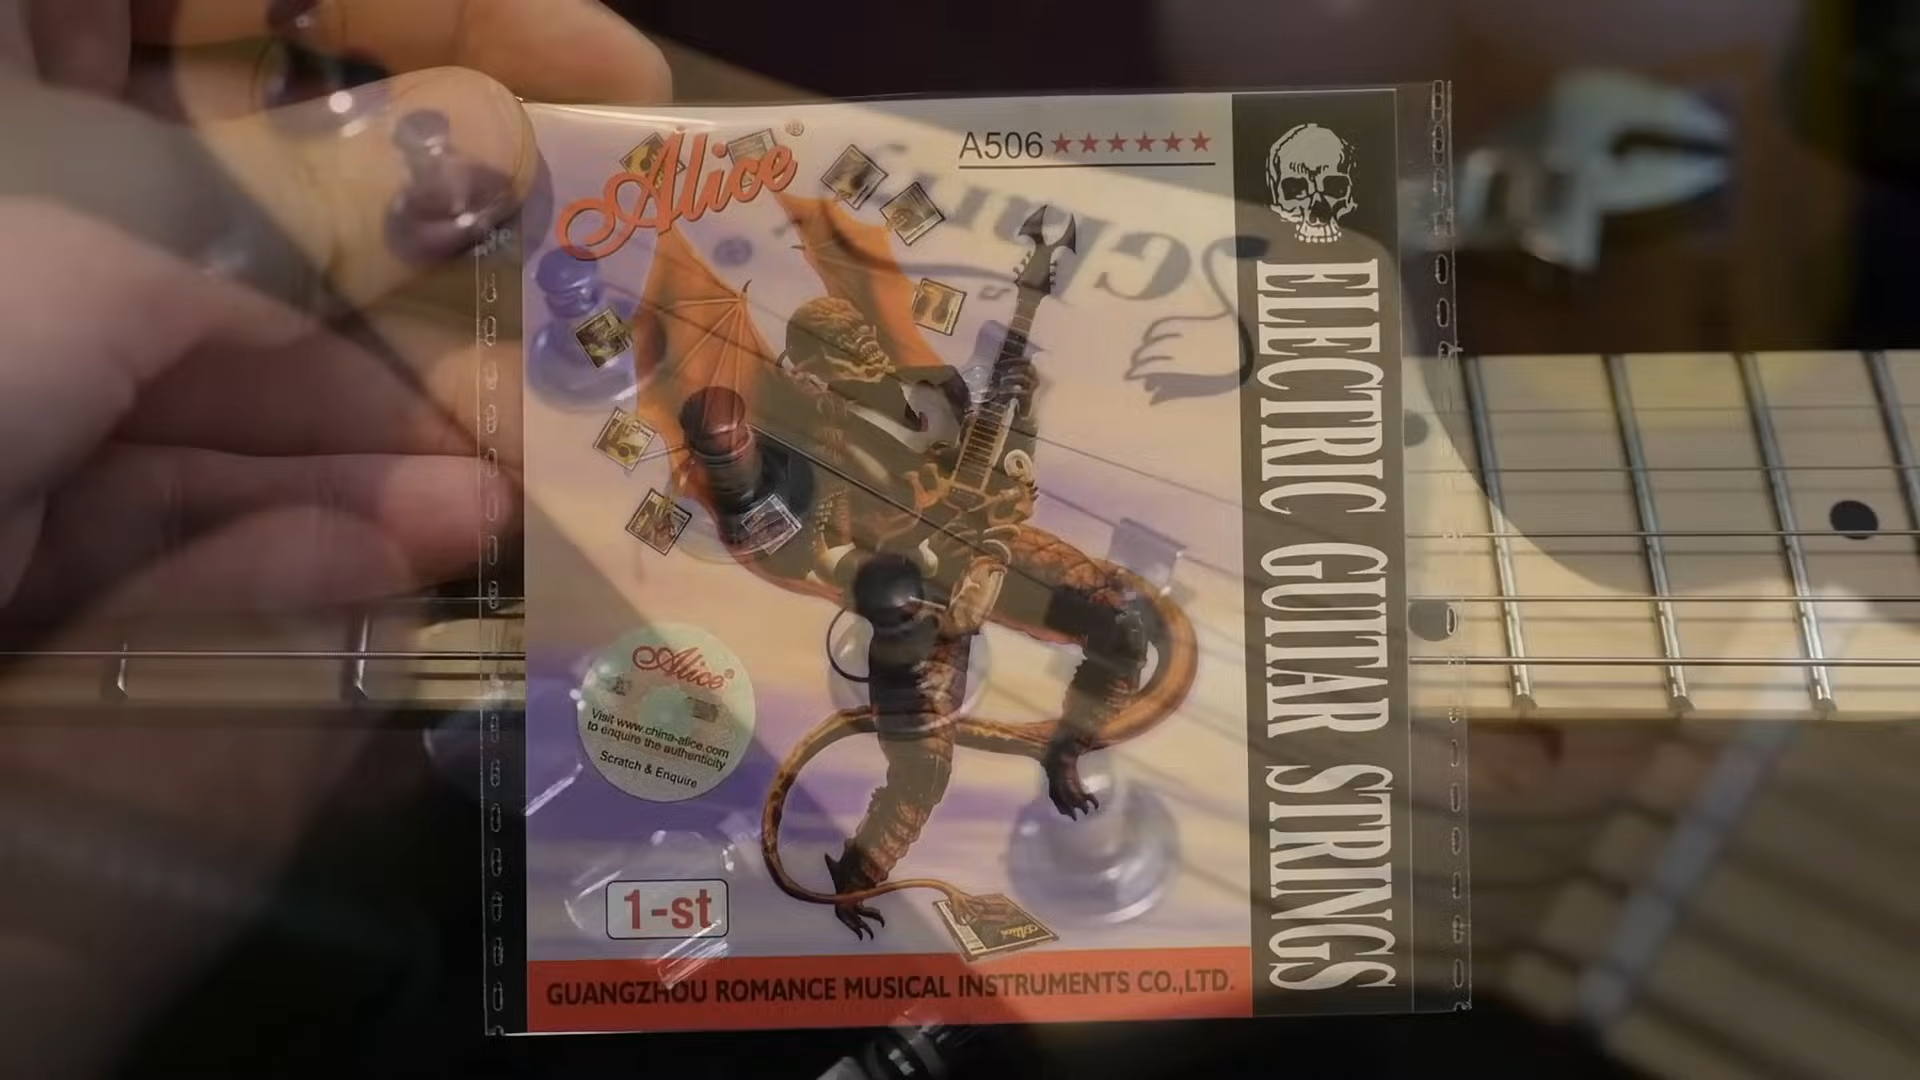 Alice®
A506★★★★★★
ELECTRIC GUITAR STRINGS
Alice®
Visit www.china-alice.com
to enquire the authenticity
Scratch & Enquire
1-st
GUANGZHOU ROMANCE MUSICAL INSTRUMENTS CO.,LTD.